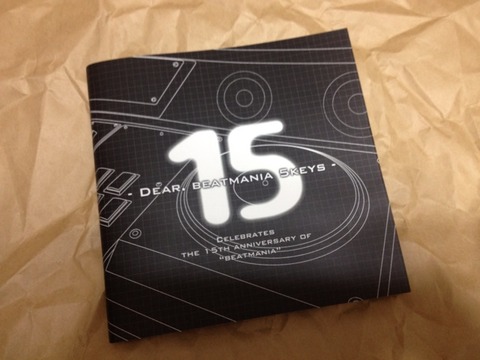 15
- Dear. beatmania 5keys -
Celebrates
the 15th anniversary of
"beatmania"